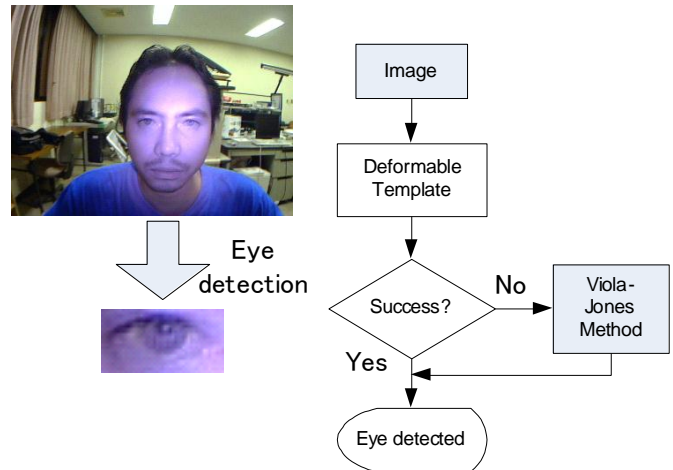 Eye
detection
Image
Deformable
Template
Success?
No
Viola-
Jones
Method
Yes
Eye detected